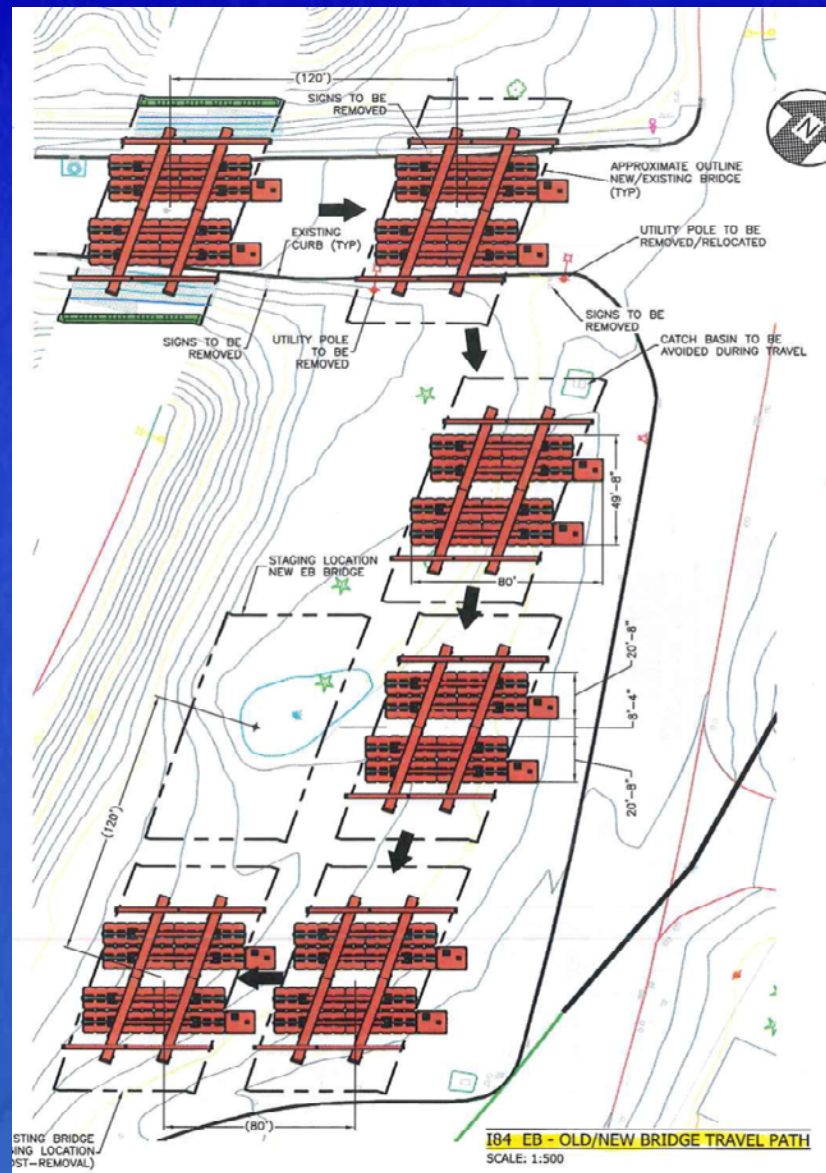 (120')
SIGNS TO BE
REMOVED
N
APPROXIMATE OUTLINE
NEW/EXISTING BRIDGE
(TYP)
EXISTING
CURB (TYP)
UTILITY POLE TO BE
REMOVED/RELOCATED
SIGNS TO BE
REMOVED
UTILITY POLE
TO BE
REMOVED
SIGNS TO BE
REMOVED
CATCH BASIN TO BE
AVOIDED DURING TRAVEL
49'-8"
80'
STAGING LOCATION
NEW EB BRIDGE
20'-8"
8'-4"
20'-8"
(120')
(80')
STING BRIDGE
GING LOCATION
OST-REMOVAL)
I84 EB - OLD/NEW BRIDGE TRAVEL PATH
SCALE: 1:500